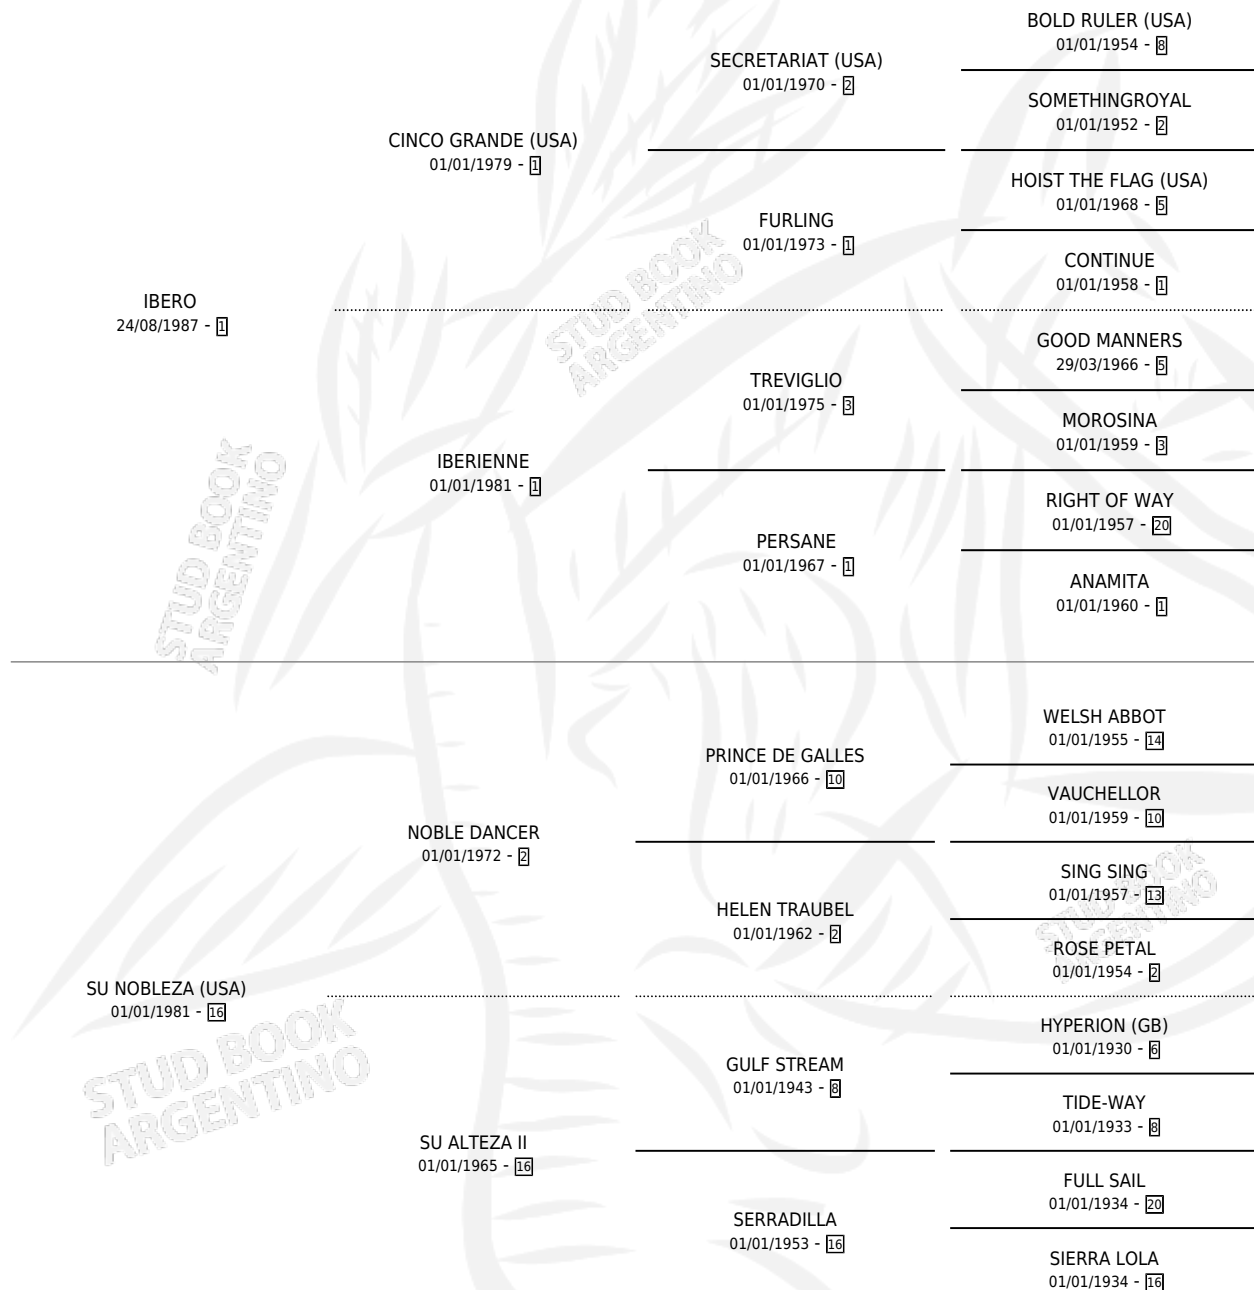 BOLD RULER (USA)
01/01/1954 - 8
SECRETARIAT (USA)
01/01/1970 - 2
SOMETHINGROYAL
01/01/1952 - 2
CINCO GRANDE (USA)
01/01/1979 - 1
HOIST THE FLAG (USA)
01/01/1968 - 5
FURLING
01/01/1973 - 1
CONTINUE
01/01/1958 - 1
IBERO
24/08/1987 - 1
GOOD MANNERS
29/03/1966 - 5
TREVIGLIO
01/01/1975 - 3
MOROSINA
01/01/1959 - 3
IBERIENNE
01/01/1981 - 1
RIGHT OF WAY
01/01/1957 - 20
PERSANE
01/01/1967 - 1
ANAMITA
01/01/1960 - 1
STUD BOOK
ARGENTINO
STUD BOOK
ARGENTINO
WELSH ABBOT
01/01/1955 - 14
PRINCE DE GALLES
01/01/1966 - 10
VAUCHELLOR
01/01/1959 - 10
NOBLE DANCER
01/01/1972 - 2
SING SING
01/01/1957 - 13
HELEN TRAUBEL
01/01/1962 - 2
ROSE PETAL
01/01/1954 - 2
SU NOBLEZA (USA)
01/01/1981 - 16
HYPERION (GB)
01/01/1930 - 6
GULF STREAM
01/01/1943 - 8
TIDE-WAY
01/01/1933 - 8
SU ALTEZA II
01/01/1965 - 16
FULL SAIL
01/01/1934 - 20
SERRADILLA
01/01/1953 - 16
SIERRA LOLA
01/01/1934 - 16
STUD BOOK
ARGENTINO
STUD BOOK
ARGENTINO